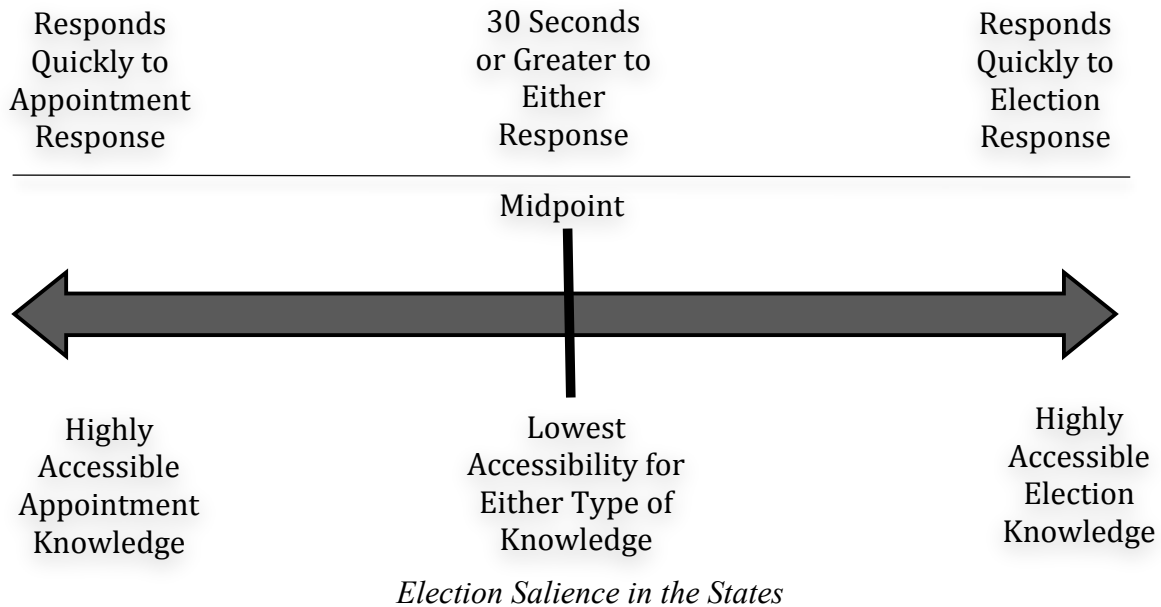 Responds
Quickly to
Appointment
Response
30 Seconds
or Greater to
Either
Response
Responds
Quickly to
Election
Response
Midpoint
Highly
Accessible
Appointment
Knowledge
Lowest
Accessibility for
Either Type of
Knowledge
Highly
Accessible
Election
Knowledge
Election Salience in the States